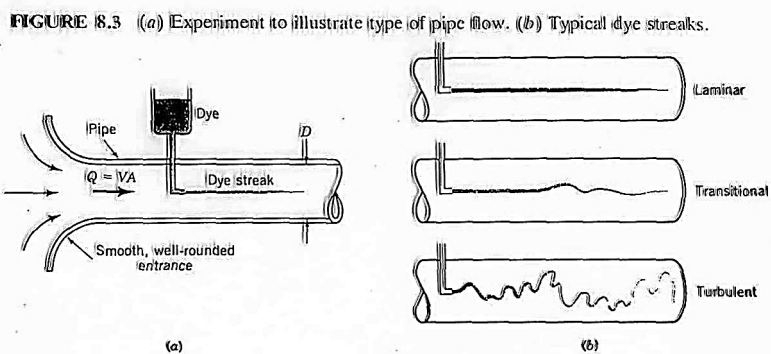 FIGURE 8.3 (a) Experiment to illustrate type of pipe flow. (b) Typical dye streaks.
Dye
Pipe
D
Q = VA
Dye streak
Smooth, well-rounded
entrance
(a)
Laminar
Transitional
Turbulent
(b)